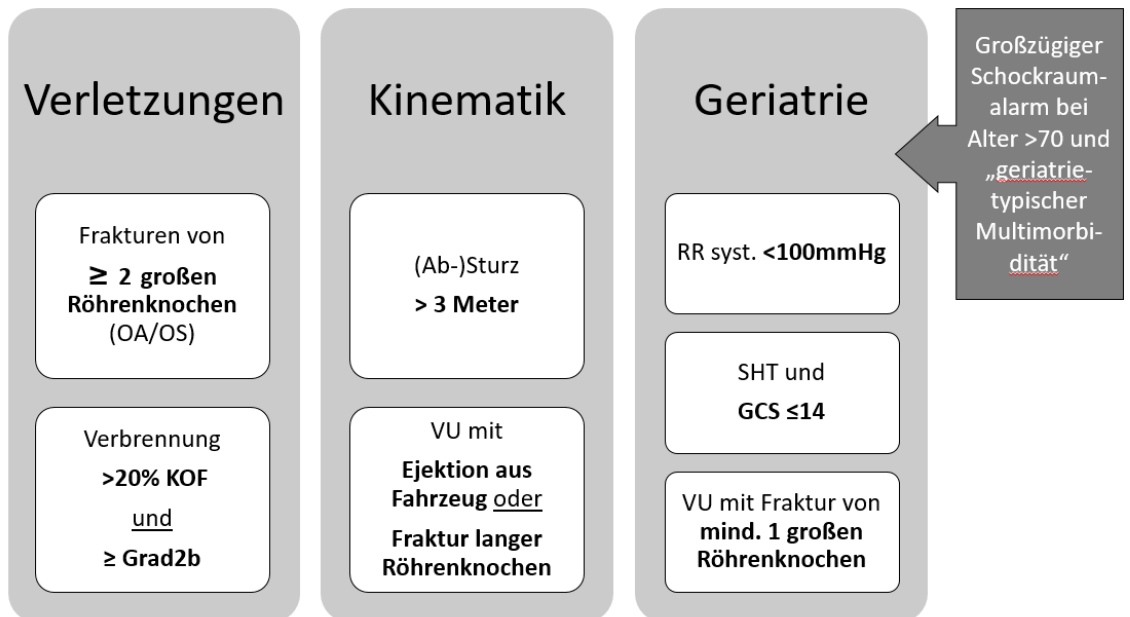 Verletzungen
Frakturen von
≥ 2 großen
Röhrenknochen
(OA/OS)
Verbrennung
>20% KOF
und
≥ Grad2b
Kinematik
(Ab-)Sturz
> 3 Meter
VU mit
Ejektion aus
Fahrzeug oder
Fraktur langer
Röhrenknochen
Geriatrie
RR syst. <100mmHg
SHT und
GCS ≤14
VU mit Fraktur von
mind. 1 großen
Röhrenknochen
Großzügiger
Schockraum-
alarm bei
Alter >70 und
„geriatrie-
typischer
Multimorbi-
dität“